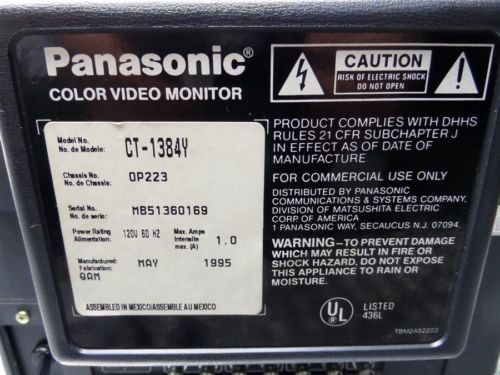 Panasonic®
COLOR VIDEO MONITOR
Model No.
No. de Modele: CT-1384Y
Chassis No.
No. de Chassis: OP223
Serial No.
No. de serio: MB51360169
Power Rating
Alimentation: 120V 60 HZ
Max. Amps
Intensite
max. (A) 1.0
Manufactured:
Fabrication: MAY 1995
QAM
ASSEMBLED IN MEXICO/ASSEMBLE AU MEXICO
CAUTION
RISK OF ELECTRIC SHOCK
DO NOT OPEN
PRODUCT COMPLIES WITH DHHS
RULES 21 CFR SUBCHAPTER J
IN EFFECT AS OF DATE OF
MANUFACTURE.
FOR COMMERCIAL USE ONLY
DISTRIBUTED BY PANASONIC
COMMUNICATIONS & SYSTEMS COMPANY,
DIVISION OF MATSUSHITA ELECTRIC
CORP OF AMERICA
1 PANASONIC WAY, SECAUCUS N.J. 07094.
WARNING–TO PREVENT DAMAGE
WHICH MAY RESULT IN FIRE OR
SHOCK HAZARD, DO NOT EXPOSE
THIS APPLIANCE TO RAIN OR
MOISTURE.
UL LISTED
436L
TBM2A52203